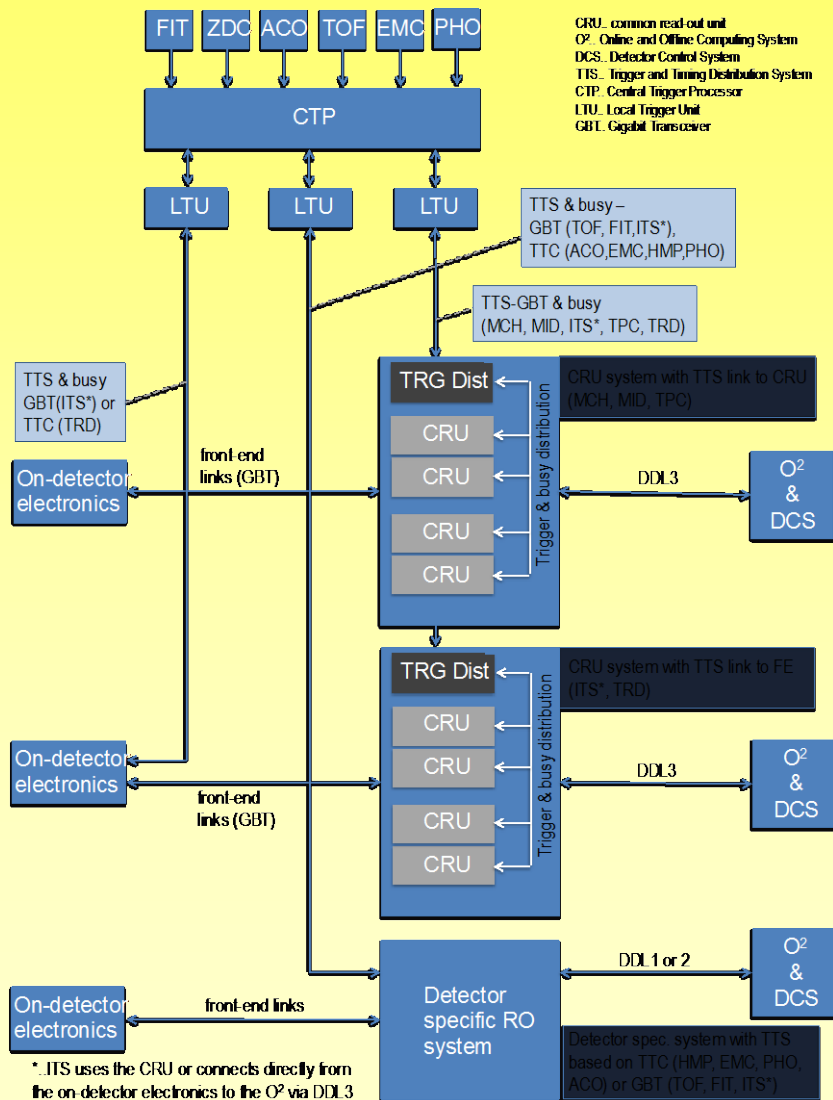 FIT ZDC ACO TOF EMC PHO
CRU.. common read-out unit
O².. Online and Offline Computing System
DCS.. Detector Control System
TTS.. Trigger and Timing Distribution System
CTP.. Central Trigger Processor
LTU.. Local Trigger Unit
GBT.. Gigabit Transceiver
CTP
LTU LTU LTU
TTS & busy –
GBT (TOF, FIT,ITS*),
TTC (ACO,EMC,HMP,PHO)
TTS-GBT & busy
(MCH, MID, ITS*, TPC, TRD)
TTS & busy
GBT(ITS*) or
TTC (TRD)
TRG Dist
CRU
CRU
CRU
CRU
Trigger & busy distribution
CRU system with TTS link to CRU
(MCH, MID, TPC)
front-end
links (GBT)
On-detector
electronics
DDL3
O²
&
DCS
TRG Dist
CRU
CRU
CRU
CRU
Trigger & busy distribution
CRU system with TTS link to FE
(ITS*, TRD)
On-detector
electronics
front-end
links (GBT)
DDL3
O²
&
DCS
Detector
specific RO
system
DDL1 or 2
O²
&
DCS
On-detector
electronics
front-end links
Detector spec. system with TTS
based on TTC (HMP, EMC, PHO,
ACO) or GBT (TOF, FIT, ITS*)
*..ITS uses the CRU or connects directly from
the on-detector electronics to the O² via DDL3